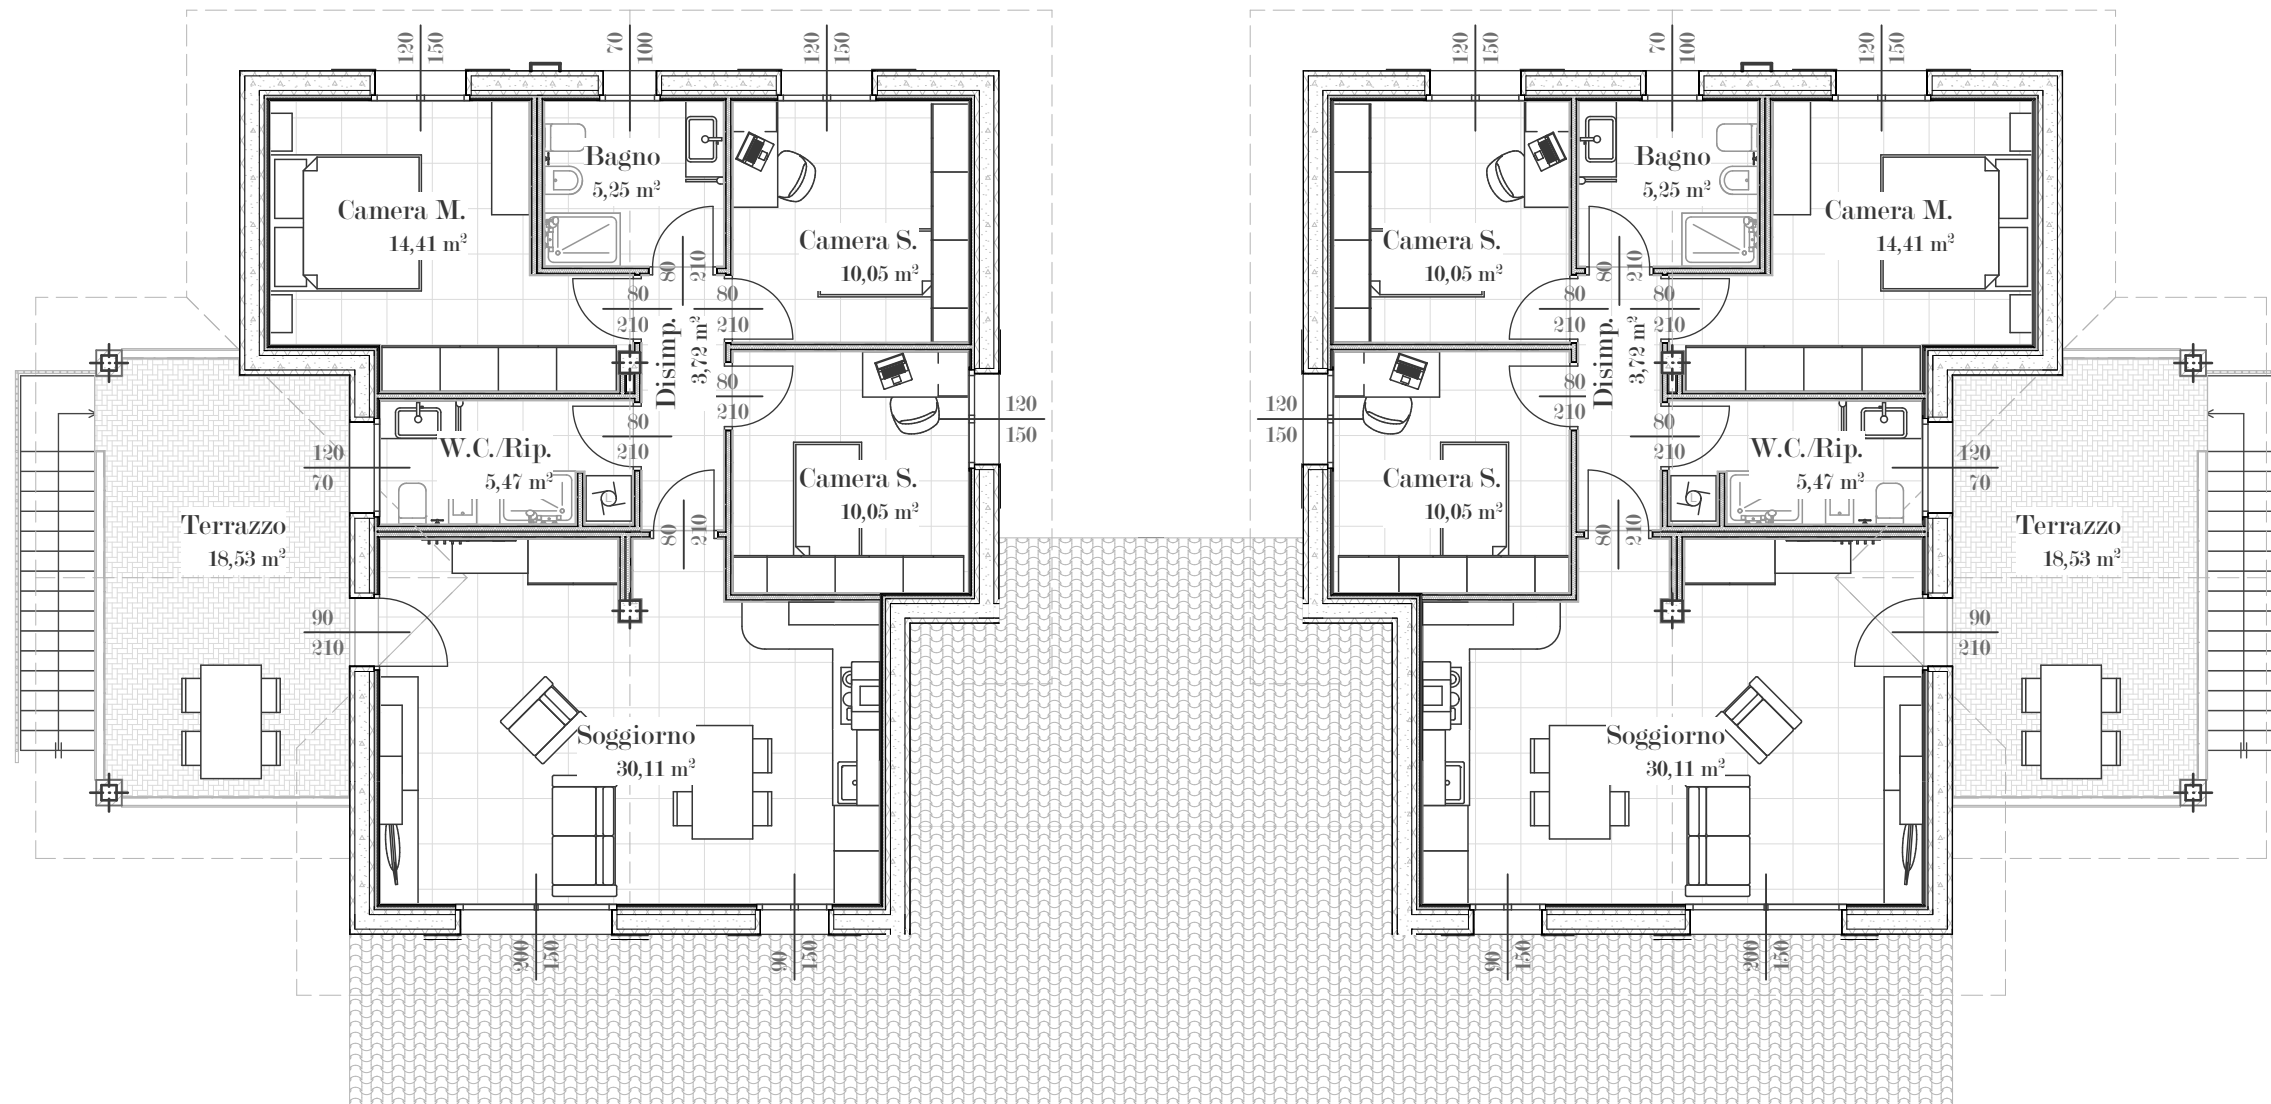 120
150
70
100
120
150
Bagno
5,25 m²
Camera M.
14,41 m²
Camera S.
10,05 m²
80
210
80
210
80
210
Disimp.
3,72 m²
80
210
80
210
120
150
W.C./Rip.
5,47 m²
120
70
Camera S.
10,05 m²
80
210
Terrazzo
18,53 m²
90
210
Soggiorno
30,11 m²
200
150
90
150
120
150
70
100
120
150
Bagno
5,25 m²
Camera M.
14,41 m²
Camera S.
10,05 m²
80
210
80
210
80
210
Disimp.
3,72 m²
80
210
80
210
120
150
W.C./Rip.
5,47 m²
120
70
Camera S.
10,05 m²
80
210
Terrazzo
18,53 m²
90
210
Soggiorno
30,11 m²
90
150
200
150